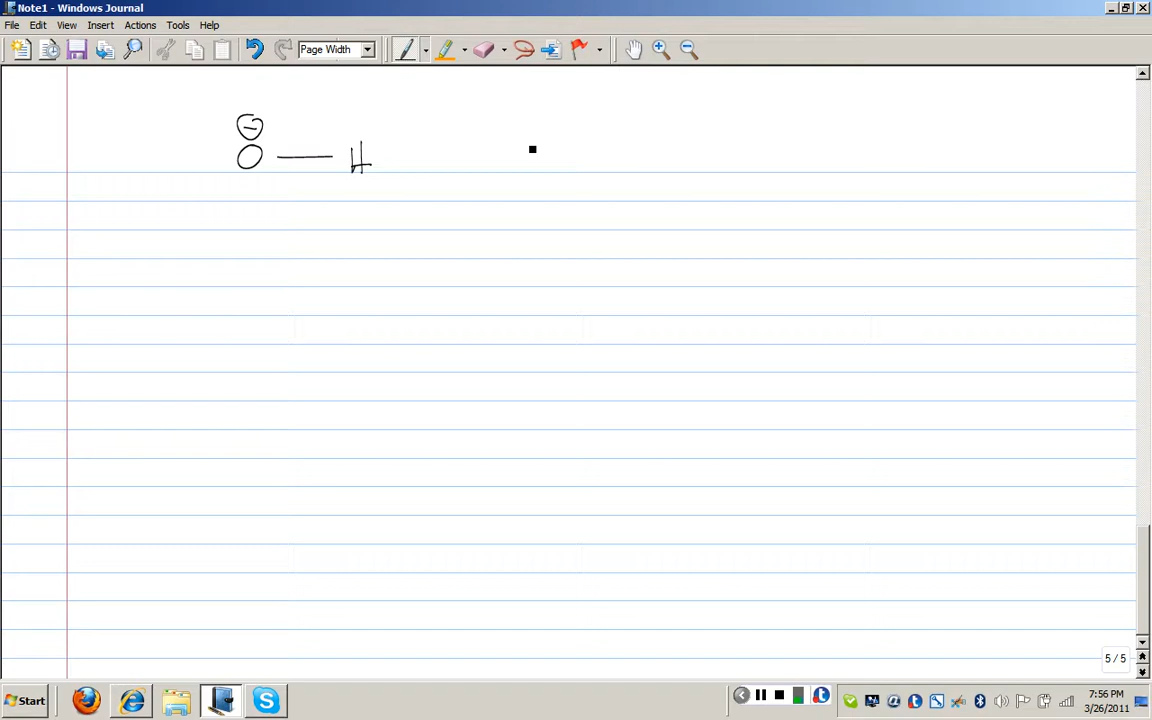 Note1 - Windows Journal
File Edit View Insert Actions Tools Help
Page Width
⊖
O — H
5 / 5
Start
7:56 PM
3/26/2011